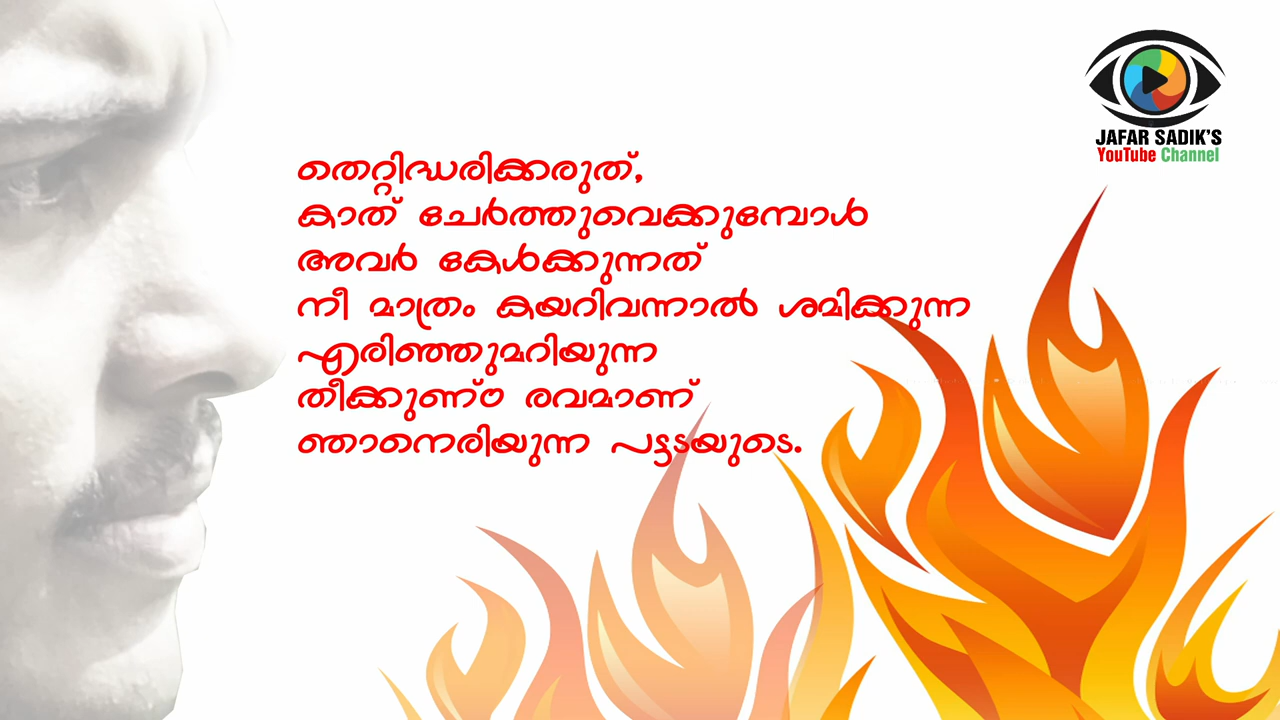 തെറ്റിദ്ധരിക്കരുത്,
കാത് ചേർത്തുവെക്കുമ്പോൾ
അവർ കേൾക്കുന്നത്
നീ മാത്രം കയറിവന്നാൽ ശമിക്കുന്ന
എരിഞ്ഞുമറിയുന്ന
തീക്കുണ്ഠ രവമാണ്
ഞാനെരിയുന്ന പട്ടടയുടെ.
JAFAR SADIK'S
YouTube Channel